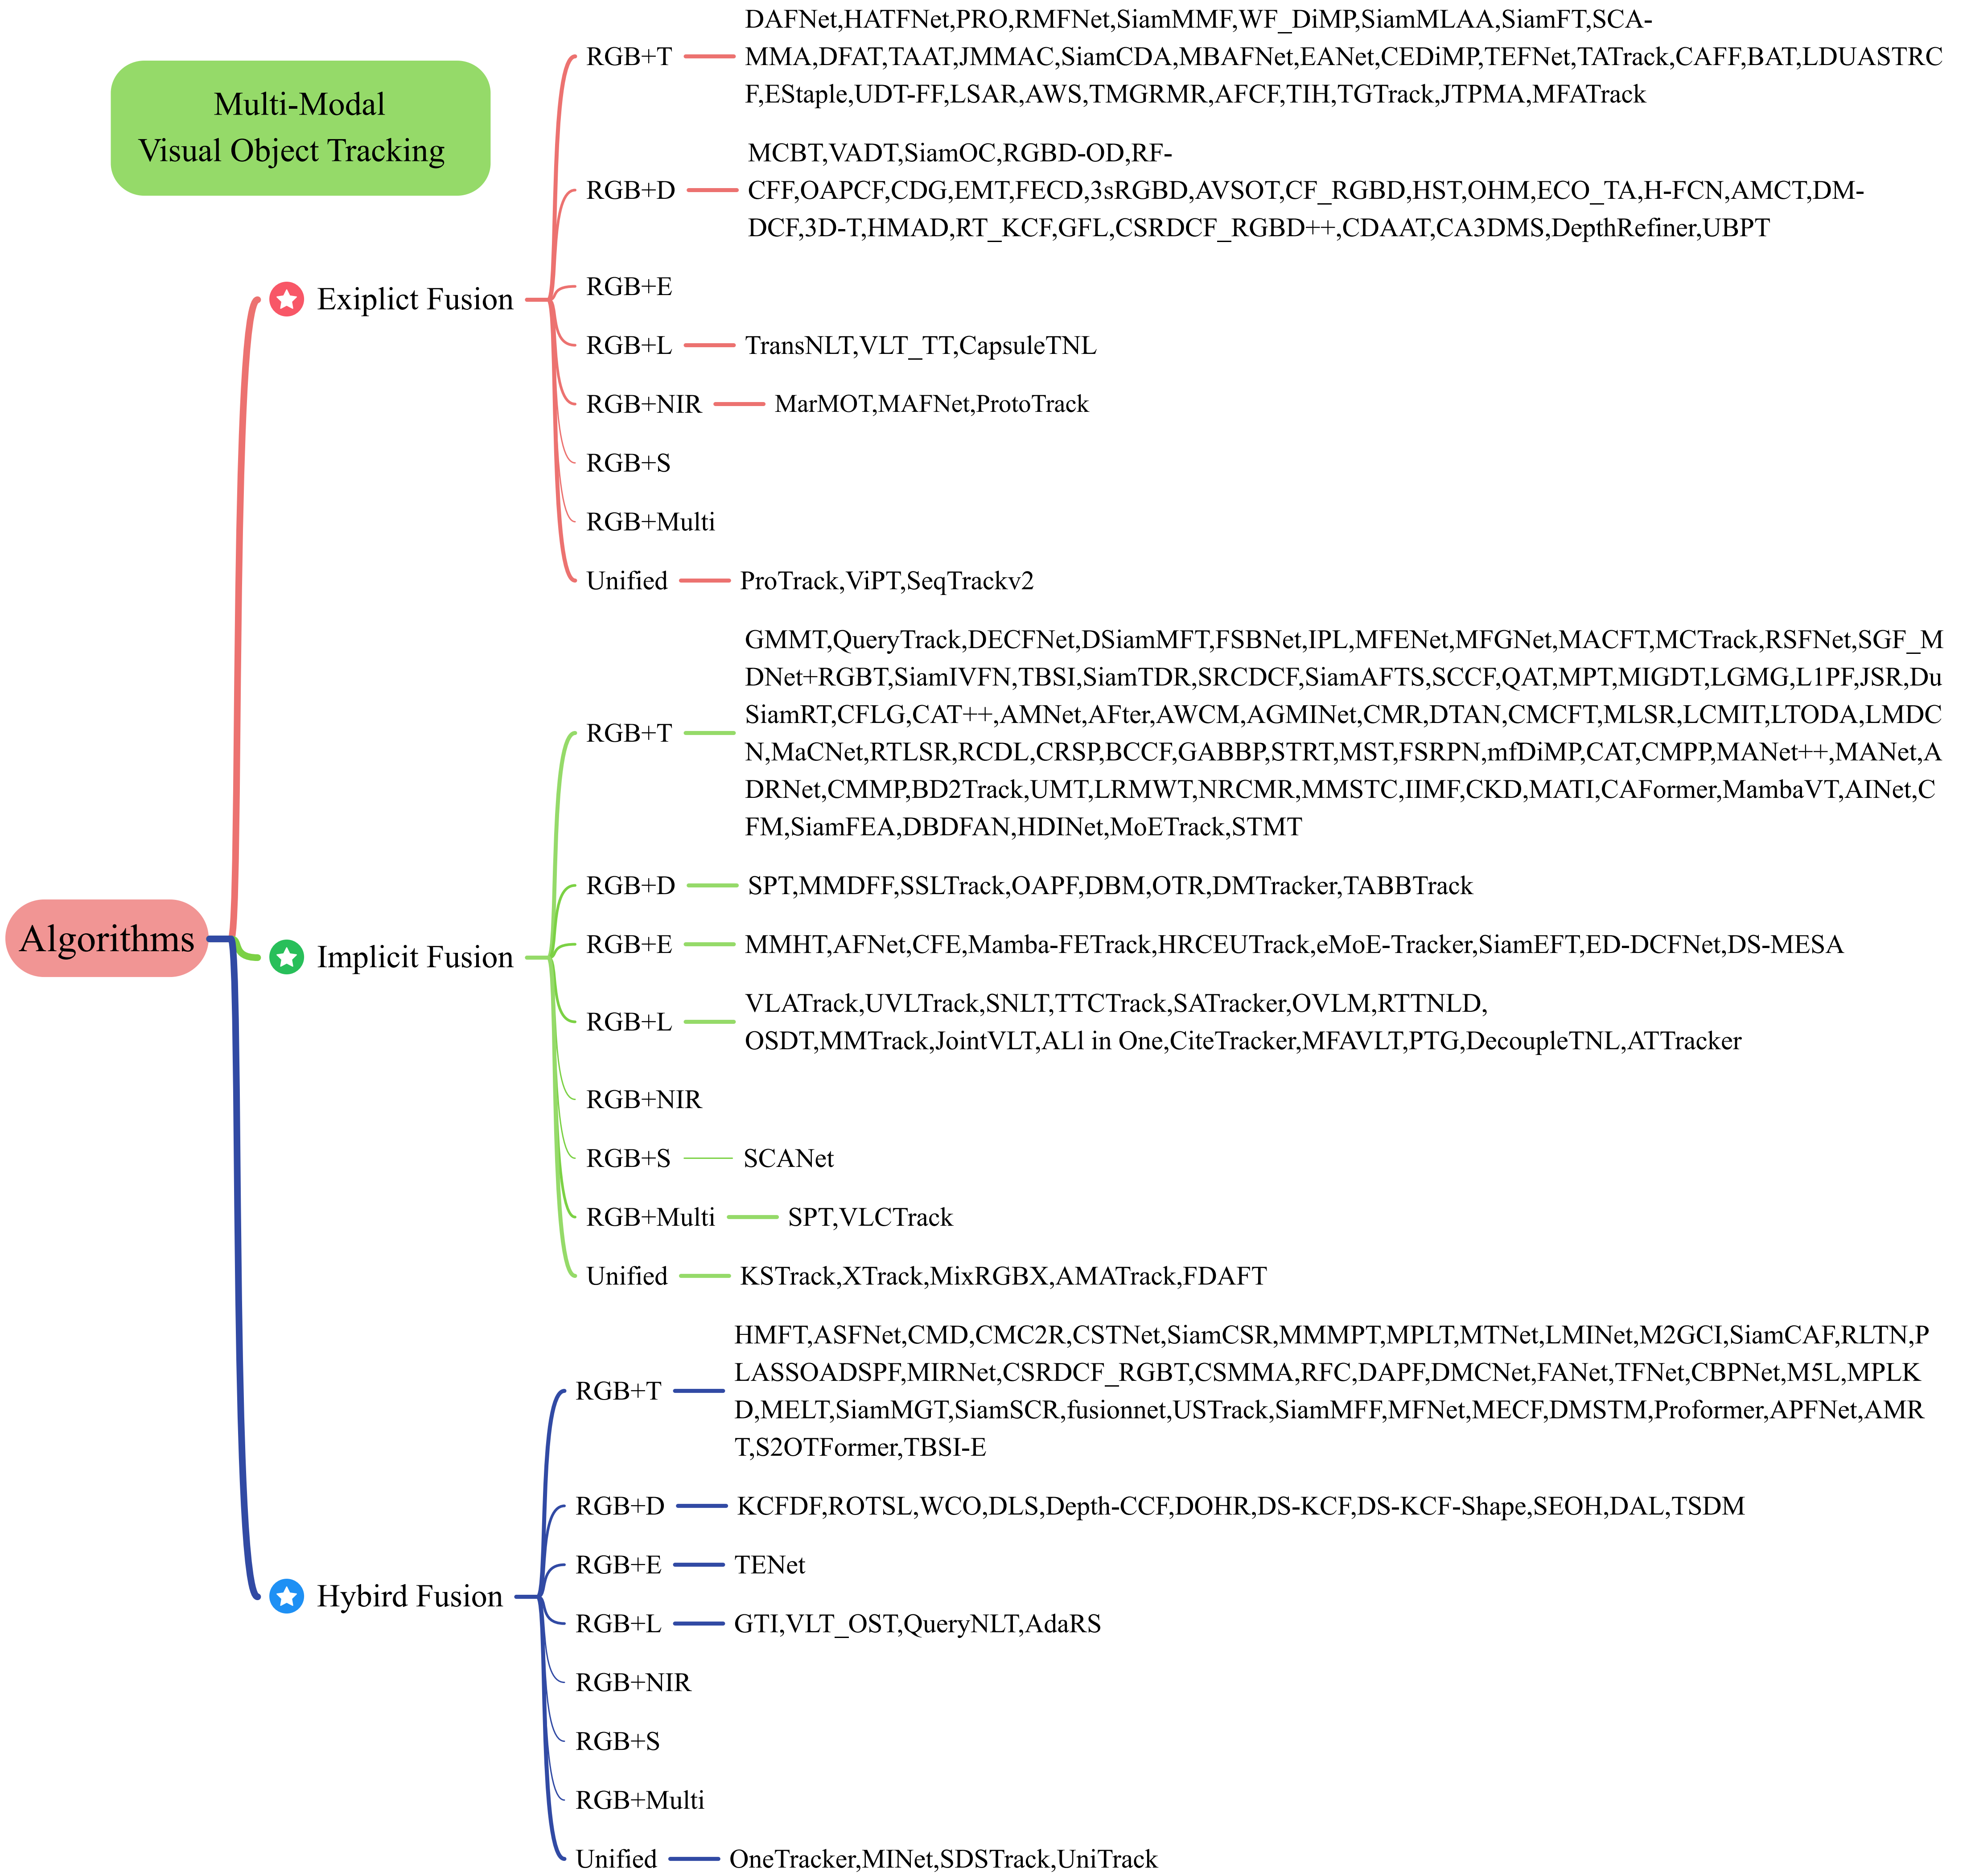 Multi-Modal
Visual Object Tracking
Algorithms
Exiplict Fusion
RGB+T
DAFNet,HATFNet,PRO,RMFNet,SiamMMF,WF_DiMP,SiamMLAA,SiamFT,SCA-
MMA,DFAT,TAAT,JMMAC,SiamCDA,MBAFNet,EANet,CEDiMP,TEFNet,TATrack,CAFF,BAT,LDUASTRC
F,EStaple,UDT-FF,LSAR,AWS,TMGRMR,AFCF,TIH,TGTrack,JTPMA,MFATrack
RGB+D
MCBT,VADT,SiamOC,RGBD-OD,RF-
CFF,OAPCF,CDG,EMT,FECD,3sRGBD,AVSOT,CF_RGBD,HST,OHM,ECO_TA,H-FCN,AMCT,DM-
DCF,3D-T,HMAD,RT_KCF,GFL,CSRDCF_RGBD++,CDAAT,CA3DMS,DepthRefiner,UBPT
RGB+E
RGB+L
TransNLT,VLT_TT,CapsuleTNL
RGB+NIR
MarMOT,MAFNet,ProtoTrack
RGB+S
RGB+Multi
Unified
ProTrack,ViPT,SeqTrackv2
Implicit Fusion
RGB+T
GMMT,QueryTrack,DECFNet,DSiamMFT,FSBNet,IPL,MFENet,MFGNet,MACFT,MCTrack,RSFNet,SGF_M
DNet+RGBT,SiamIVFN,TBSI,SiamTDR,SRCDCF,SiamAFTS,SCCF,QAT,MPT,MIGDT,LGMG,L1PF,JSR,Du
SiamRT,CFLG,CAT++,AMNet,AFter,AWCM,AGMINet,CMR,DTAN,CMCFT,MLSR,LCMIT,LTODA,LMDC
N,MaCNet,RTLSR,RCDL,CRSP,BCCF,GABBP,STRT,MST,FSRPN,mfDiMP,CAT,CMPP,MANet++,MANet,A
DRNet,CMMP,BD2Track,UMT,LRMWT,NRCMR,MMSTC,IIMF,CKD,MATI,CAFormer,MambaVT,AINet,C
FM,SiamFEA,DBDFAN,HDINet,MoETrack,STMT
RGB+D
SPT,MMDFF,SSLTrack,OAPF,DBM,OTR,DMTracker,TABBTrack
RGB+E
MMHT,AFNet,CFE,Mamba-FETrack,HRCEUTrack,eMoE-Tracker,SiamEFT,ED-DCFNet,DS-MESA
RGB+L
VLATrack,UVLTrack,SNLT,TTCTrack,SATracker,OVLM,RTTNLD,
OSDT,MMTrack,JointVLT,ALl in One,CiteTracker,MFAVLT,PTG,DecoupleTNL,ATTracker
RGB+NIR
RGB+S
SCANet
RGB+Multi
SPT,VLCTrack
Unified
KSTrack,XTrack,MixRGBX,AMATrack,FDAFT
Hybird Fusion
RGB+T
HMFT,ASFNet,CMD,CMC2R,CSTNet,SiamCSR,MMMPT,MPLT,MTNet,LMINet,M2GCI,SiamCAF,RLTN,P
LASSOADSPF,MIRNet,CSRDCF_RGBT,CSMMA,RFC,DAPF,DMCNet,FANet,TFNet,CBPNet,M5L,MPLK
D,MELT,SiamMGT,SiamSCR,fusionnet,USTrack,SiamMFF,MFNet,MECF,DMSTM,Proformer,APFNet,AMR
T,S2OTFormer,TBSI-E
RGB+D
KCFDF,ROTSL,WCO,DLS,Depth-CCF,DOHR,DS-KCF,DS-KCF-Shape,SEOH,DAL,TSDM
RGB+E
TENet
RGB+L
GTI,VLT_OST,QueryNLT,AdaRS
RGB+NIR
RGB+S
RGB+Multi
Unified
OneTracker,MINet,SDSTrack,UniTrack